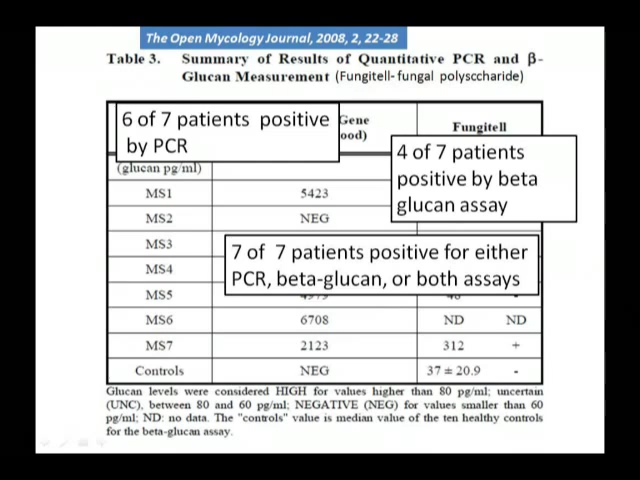 The Open Mycology Journal, 2008, 2, 22-28
Table 3. Summary of Results of Quantitative PCR and β-
Glucan Measurement (Fungitell- fungal polysccharide)
6 of 7 patients positive
by PCR
Gene
ood)
Fungitell
(glucan pg/ml)
4 of 7 patients
positive by beta
glucan assay
MS1 5423
MS2 NEG
MS3
7 of 7 patients positive for either
PCR, beta-glucan, or both assays
MS4
MS5 -
MS6 6708 ND ND
MS7 2123 312 +
Controls NEG 37 ± 20.9 -
Glucan levels were considered HIGH for values higher than 80 pg/ml; uncertain
(UNC), between 80 and 60 pg/ml; NEGATIVE (NEG) for values smaller than 60
pg/ml; ND: no data. The "controls" value is median value of the ten healthy controls
for the beta-glucan assay.